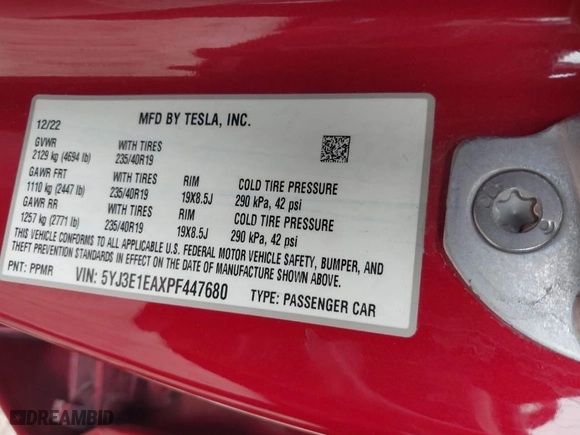 MFD BY TESLA, INC.
12/22
GVWR WITH TIRES
2129 kg (4694 lb) 235/40R19
GAWR FRT WITH TIRES RIM COLD TIRE PRESSURE
1110 kg (2447 lb) 235/40R19 19X8.5J 290 kPa, 42 psi
GAWR RR WITH TIRES RIM COLD TIRE PRESSURE
1257 kg (2771 lb) 235/40R19 19X8.5J 290 kPa, 42 psi
THIS VEHICLE CONFORMS TO ALL APPLICABLE U.S. FEDERAL MOTOR VEHICLE SAFETY, BUMPER, AND
THEFT PREVENTION STANDARDS IN EFFECT ON THE DATE OF MANUFACTURE SHOWN ABOVE.
PNT: PPMR VIN: 5YJ3E1EAXPF447680 TYPE: PASSENGER CAR
DREAMBID